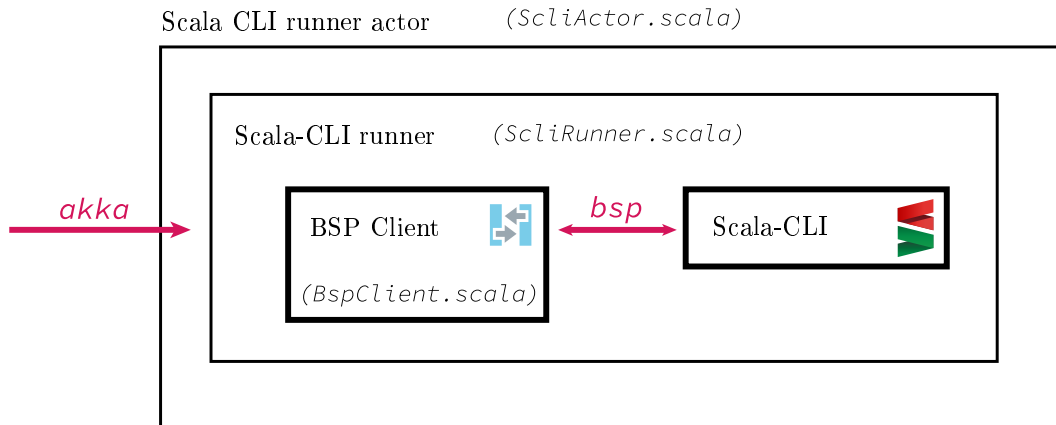 Scala CLI runner actor (ScliActor.scala)
Scala-CLI runner (ScliRunner.scala)
akka
BSP Client
bsp
Scala-CLI
(BspClient.scala)